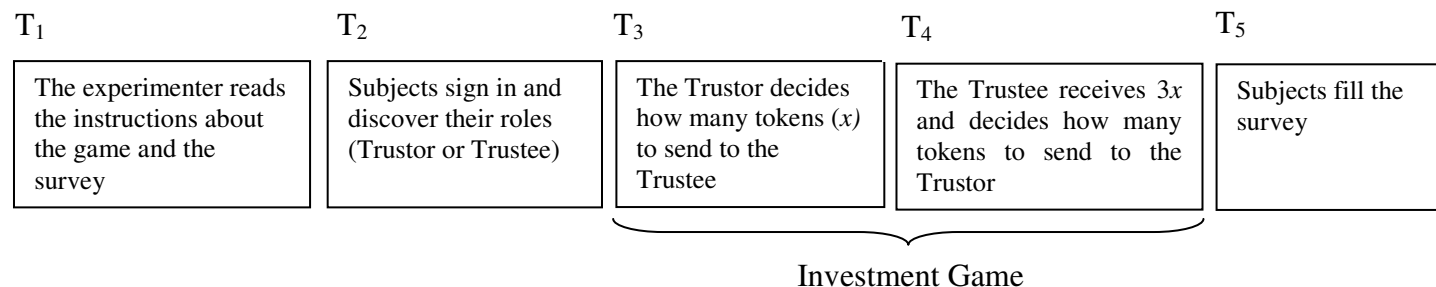 T1
T2
T3
T4
T5
The experimenter reads
the instructions about
the game and the
survey
Subjects sign in and
discover their roles
(Trustor or Trustee)
The Trustor decides
how many tokens (x)
to send to the
Trustee
The Trustee receives 3x
and decides how many
tokens to send to the
Trustor
Subjects fill the
survey
Investment Game